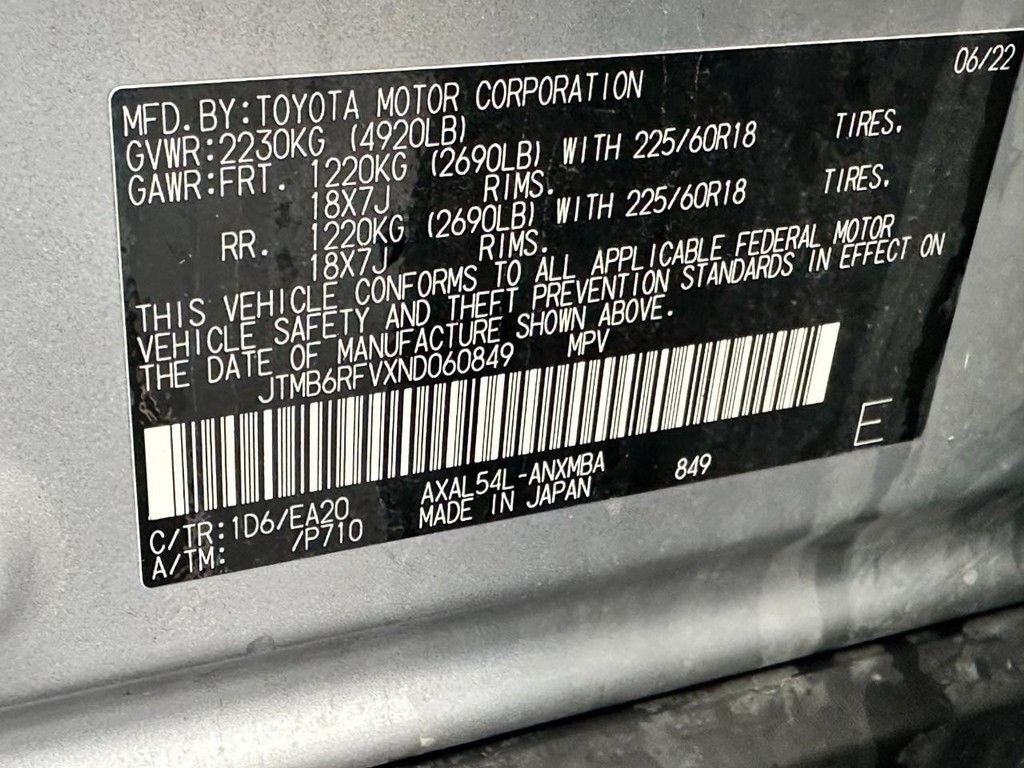 06/22
MFD.BY:TOYOTA MOTOR CORPORATION
GVWR:2230KG (4920LB)
GAWR:FRT. 1220KG (2690LB) WITH 225/60R18 TIRES,
18X7J RIMS.
RR. 1220KG (2690LB) WITH 225/60R18 TIRES,
18X7J RIMS.
THIS VEHICLE CONFORMS TO ALL APPLICABLE FEDERAL MOTOR
VEHICLE SAFETY AND THEFT PREVENTION STANDARDS IN EFFECT ON
THE DATE OF MANUFACTURE SHOWN ABOVE.
JTMB6RFVXND060849 MPV
E
C/TR:1D6/EA20 AXAL54L-ANXMBA 849
A/TM: /P710 MADE IN JAPAN